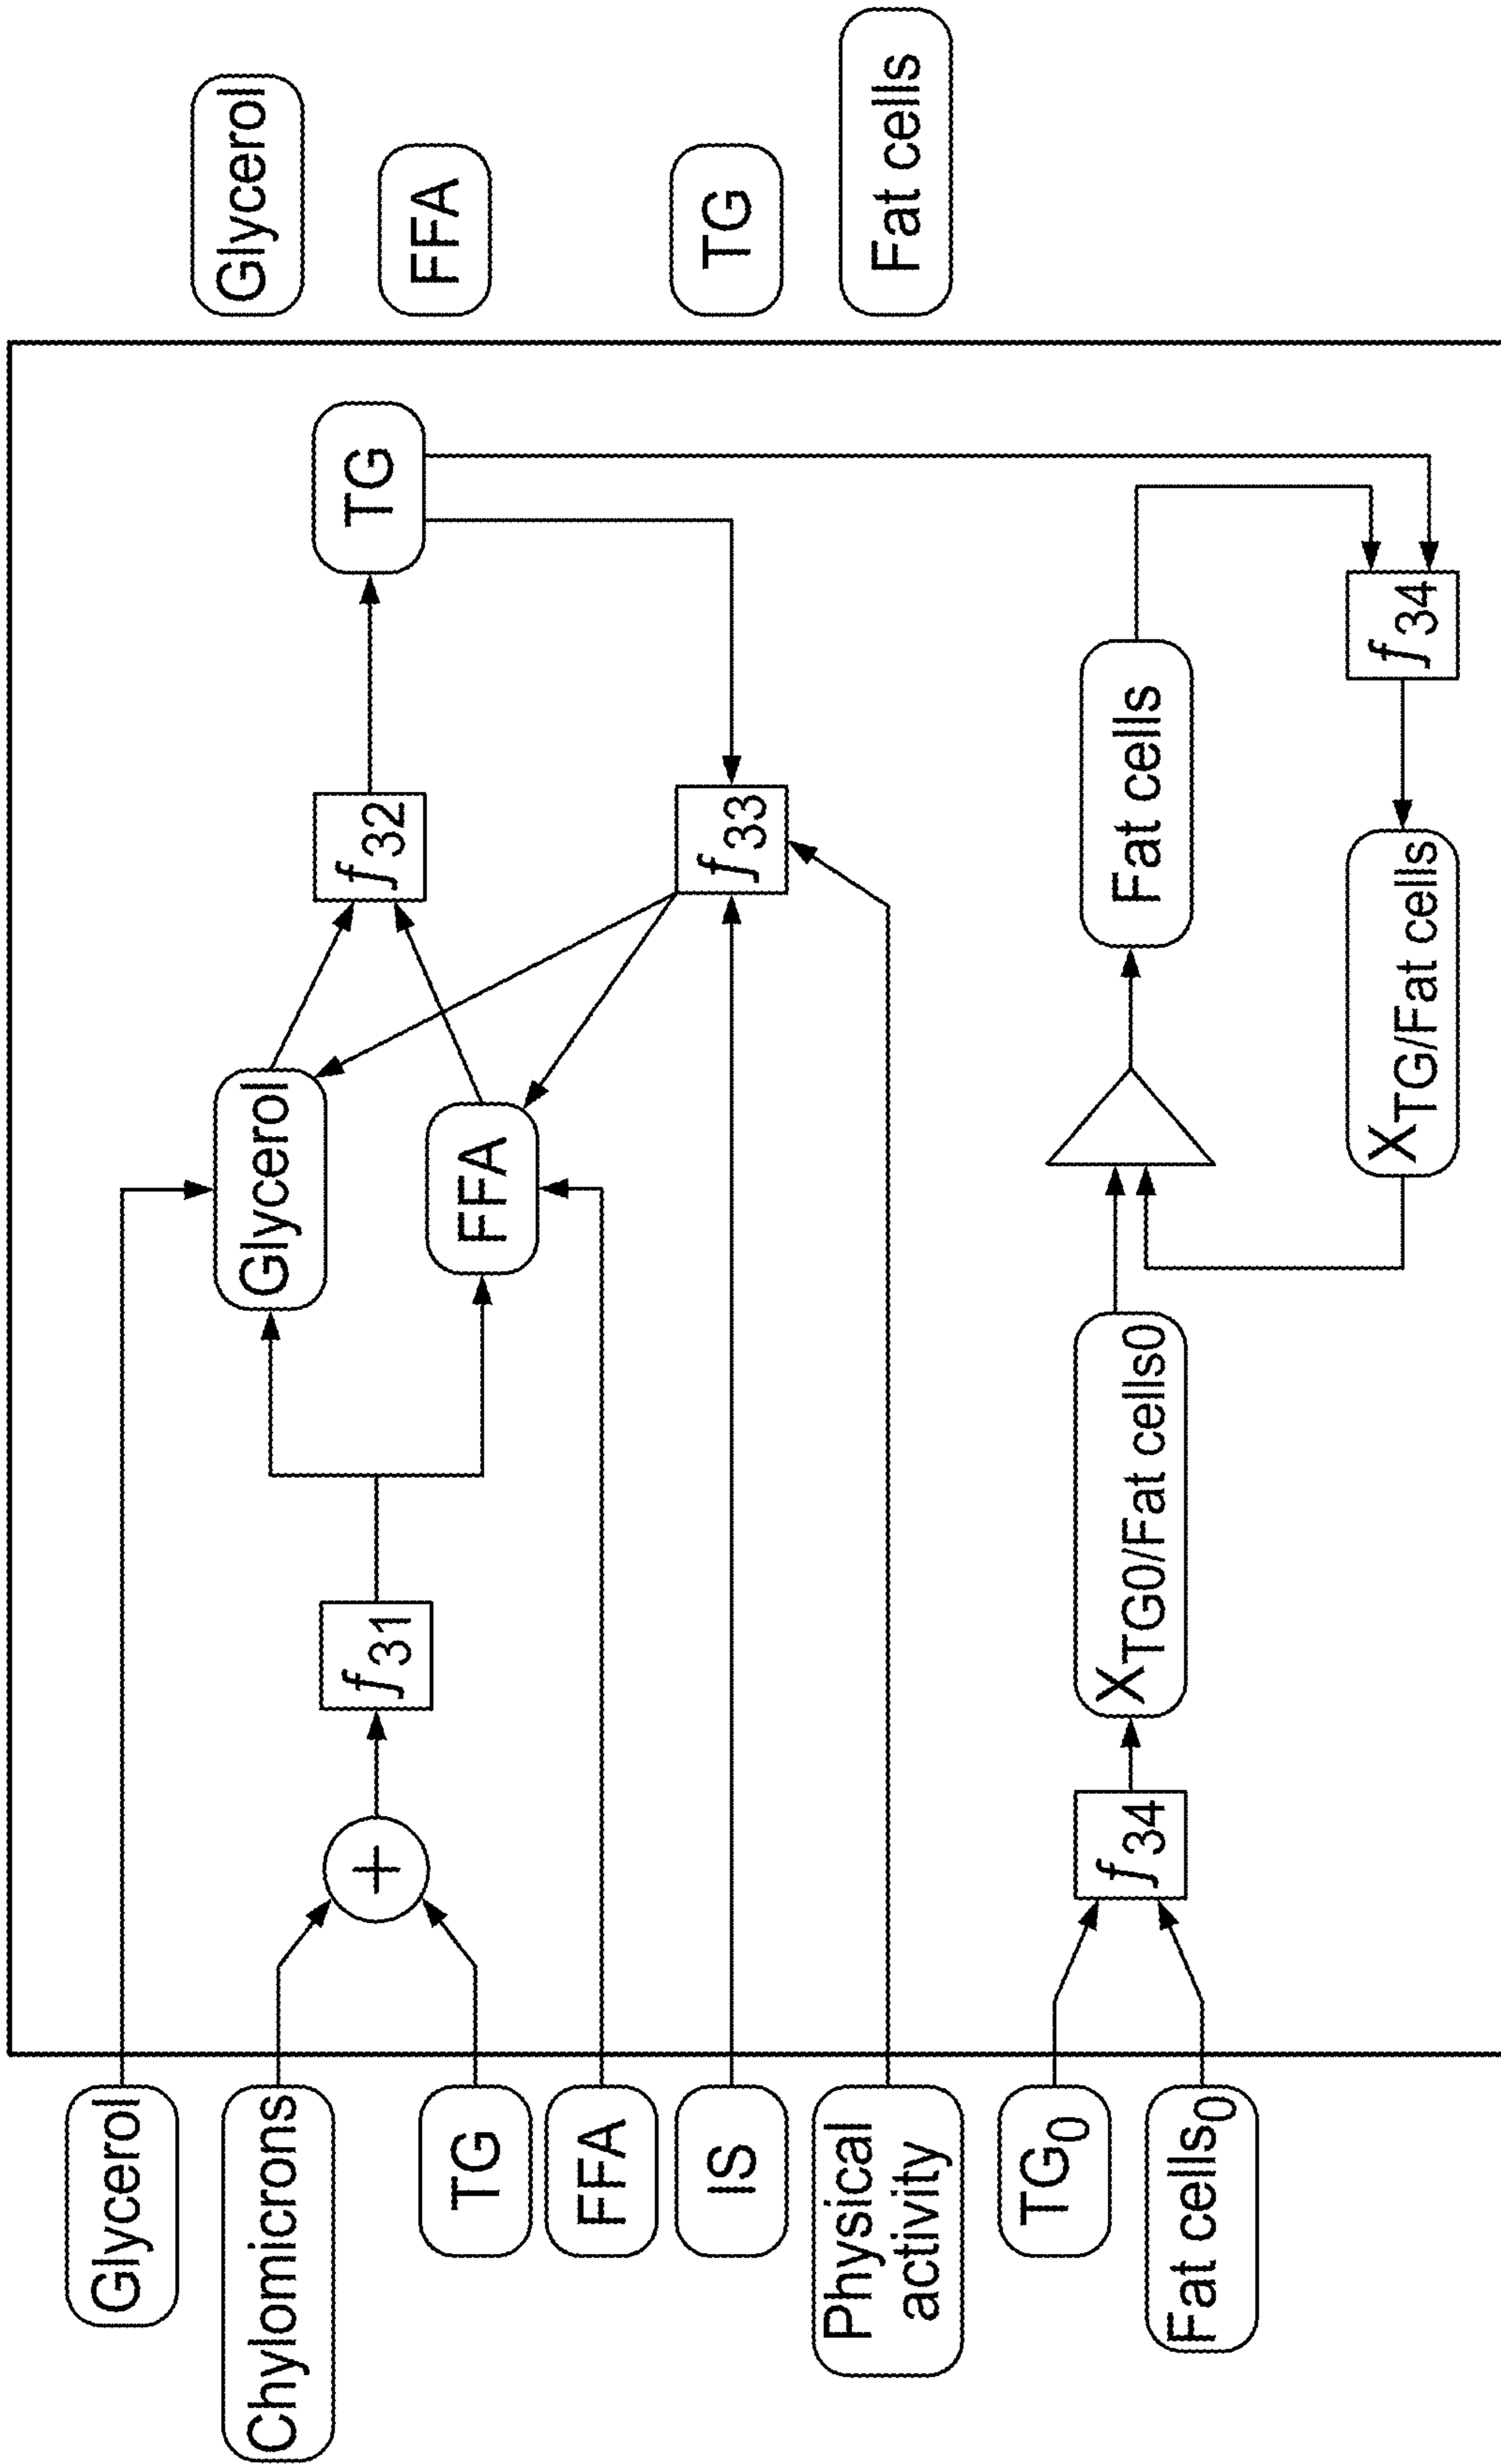 Glycerol
Chylomicrons
TG
FFA
IS
Physical
activity
TG0
Fat cells0
+
f31
Glycerol
FFA
f32
f33
TG
f34
XTG0/Fat cells0
Fat cells
XTG/Fat cells
f34
Glycerol
FFA
TG
Fat cells